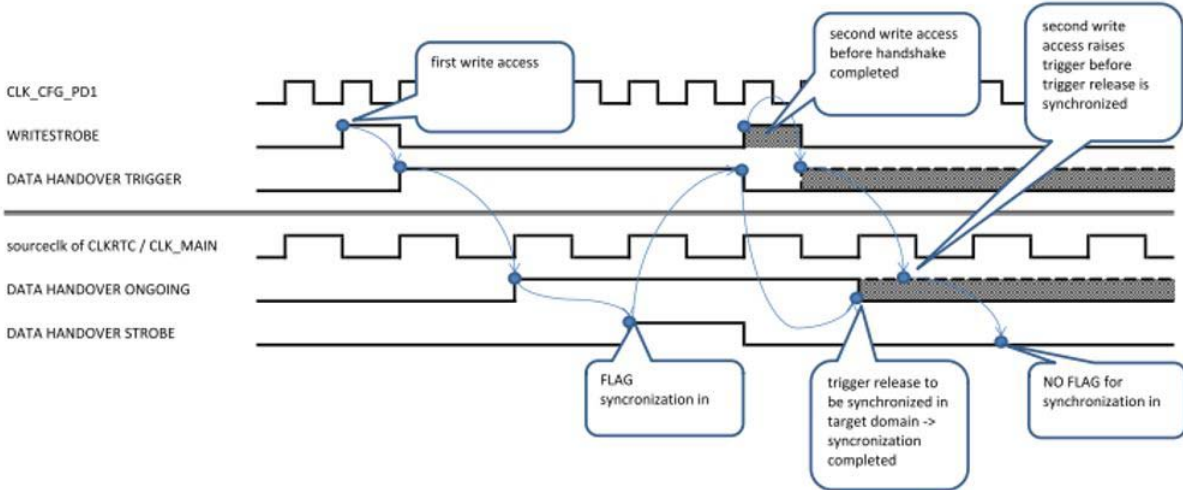 first write access
second write access
before handshake
completed
second write
access raises
trigger before
trigger release is
synchronized
CLK_CFG_PD1
WRITESTROBE
DATA HANDOVER TRIGGER
sourceclk of CLKRTC / CLK_MAIN
DATA HANDOVER ONGOING
DATA HANDOVER STROBE
FLAG
syncronization in
trigger release to
be synchronized in
target domain ->
syncronization
completed
NO FLAG for
synchronization in